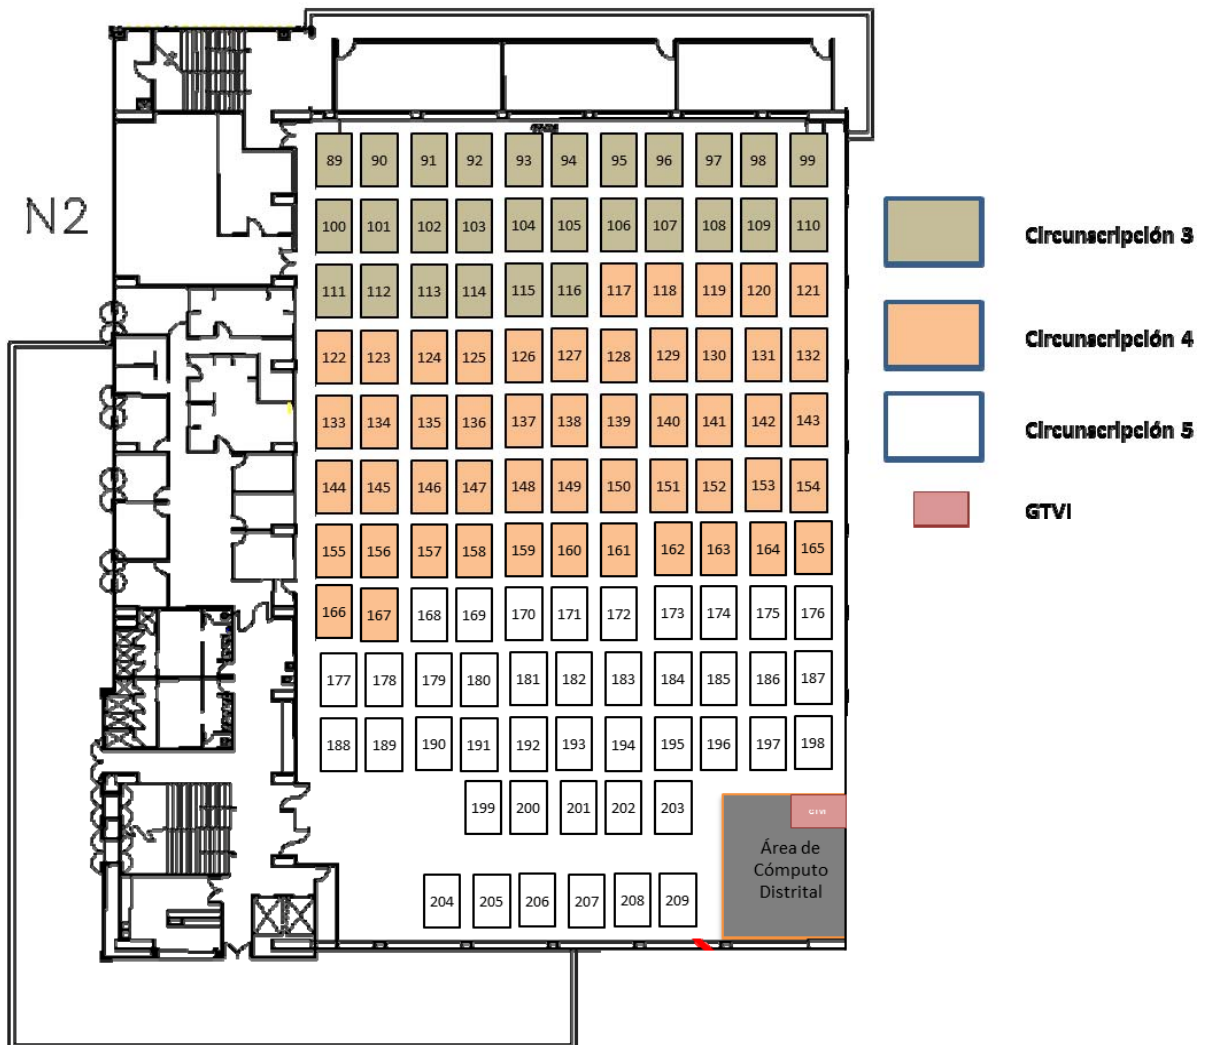 89 90 91 92 93 94 95 96 97 98 99
N2
100 101 102 103 104 105 106 107 108 109 110
Circunscripción 3
111 112 113 114 115 116 117 118 119 120 121
Circunscripción 4
122 123 124 125 126 127 128 129 130 131 132
133 134 135 136 137 138 139 140 141 142 143
Circunscripción 5
144 145 146 147 148 149 150 151 152 153 154
GTVI
155 156 157 158 159 160 161 162 163 164 165
166 167 168 169 170 171 172 173 174 175 176
177 178 179 180 181 182 183 184 185 186 187
188 189 190 191 192 193 194 195 196 197 198
199 200 201 202 203
GTVI
Área de
Cómputo
Distrital
204 205 206 207 208 209